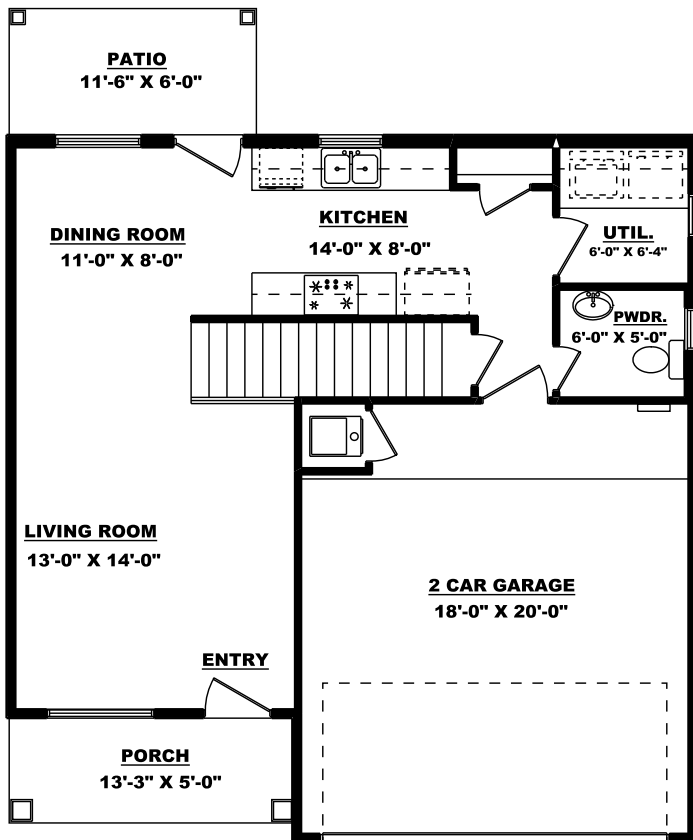 PATIO
11'-6" X 6'-0"
KITCHEN
14'-0" X 8'-0"
DINING ROOM
11'-0" X 8'-0"
UTIL.
6'-0" X 6'-4"
PWDR.
6'-0" X 5'-0"
LIVING ROOM
13'-0" X 14'-0"
2 CAR GARAGE
18'-0" X 20'-0"
ENTRY
PORCH
13'-3" X 5'-0"